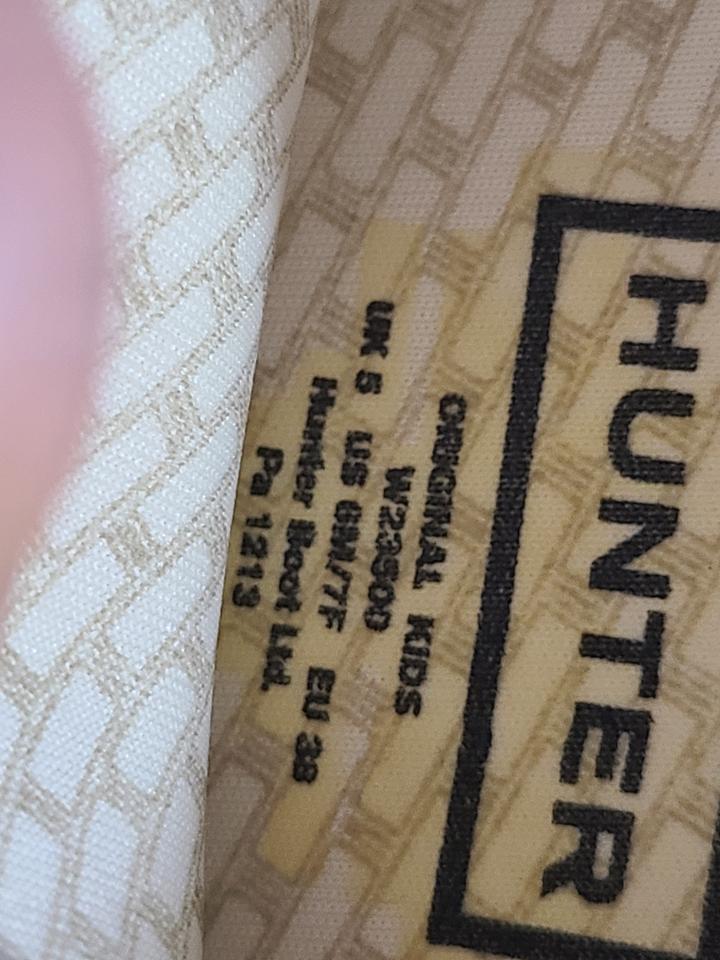 HUNTER
ORIGINAL KIDS
W23500
UK 5 US 6M/7F EU 38
Hunter Boot Ltd.
Pa 1213